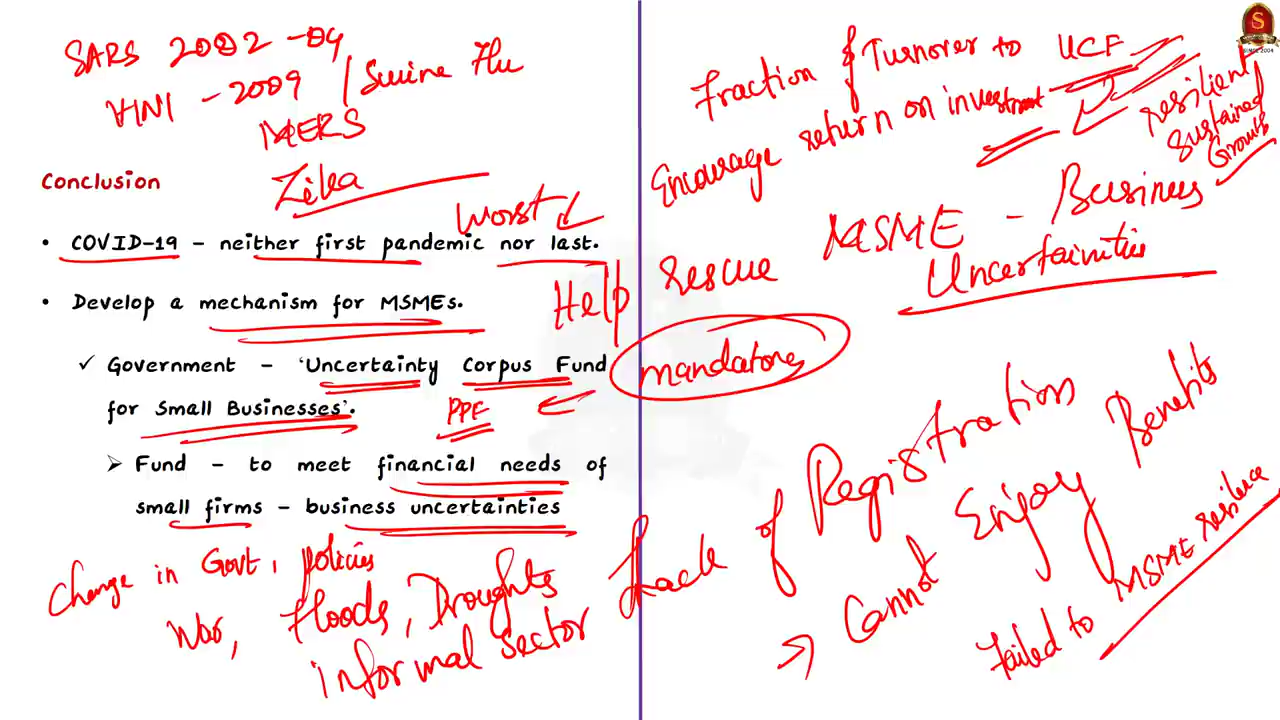 SARS 2002-04
H1N1 - 2009 / Swine Flu
MERS
Zika
Conclusion
worst
• COVID-19 – neither first pandemic nor last.
• Develop a mechanism for MSMEs.
✓ Government – 'Uncertainty Corpus Fund
for Small Businesses'.
PPF
➢ Fund – to meet financial needs of
small firms – business uncertainties
Change in Govt, policies
War, Floods, Droughts
informal sector
Fraction of Turnover to UCF
Encourage return on investment
resilient
sustained
Growth
Help rescue MSME - Business
Uncertainities
mandatory
Lack of Registration
→ Cannot Enjoy Benefits
Failed to MSME resilience
S
SINCE 2004